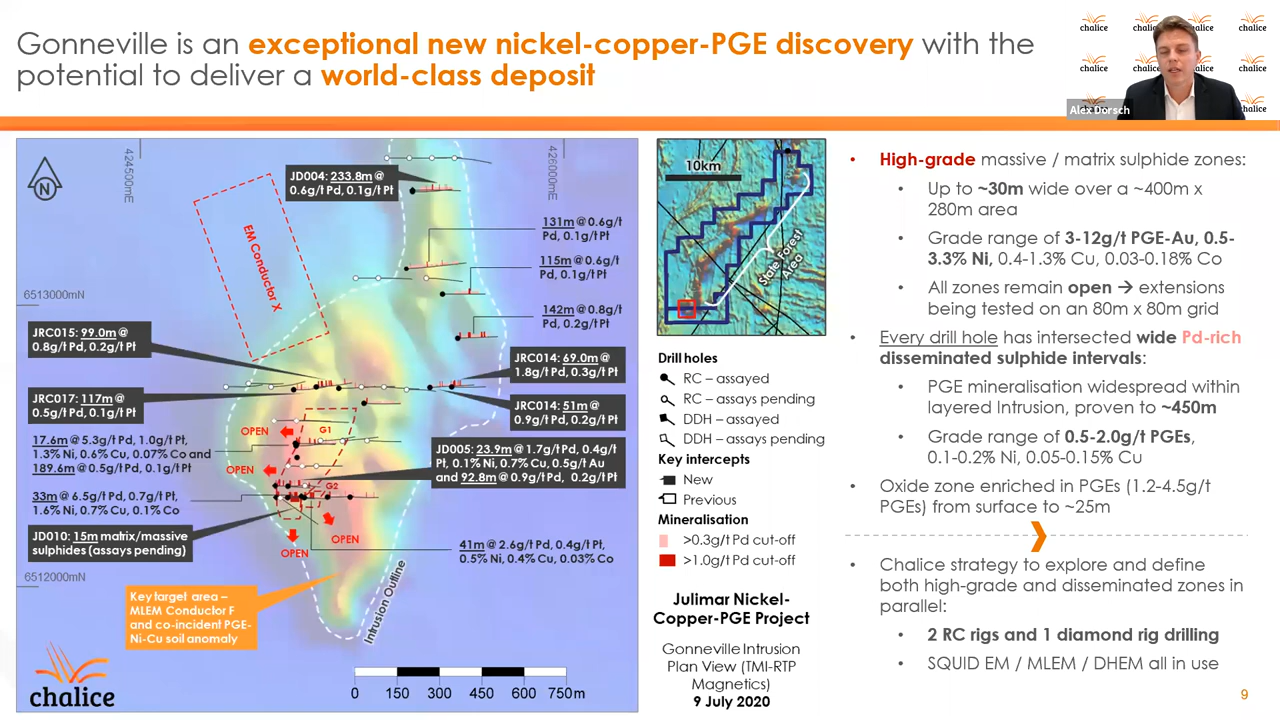 Gonneville is an exceptional new nickel-copper-PGE discovery with the
potential to deliver a world-class deposit
chalice
chalice
chalice
chalice
chalice
Alex Dorsch
N
424500mE
426000mE
6513000mN
6512000mN
EM Conductor X
JD004: 233.8m@
0.6g/t Pd, 0.1g/t Pt
131m@0.6g/t
Pd, 0.1g/t Pt
115m@0.6g/t
Pd, 0.1g/t Pt
142m@0.8g/t
Pd, 0.2g/t Pt
JRC015: 99.0m@
0.8g/t Pd, 0.2g/t Pt
JRC014: 69.0m@
1.8g/t Pd, 0.3g/t Pt
JRC017: 117m@
0.5g/t Pd, 0.1g/t Pt
JRC014: 51m@
0.9g/t Pd, 0.2g/t Pt
OPEN
G1
17.6m@5.3g/t Pd, 1.0g/t Pt,
1.3% Ni, 0.6% Cu, 0.07% Co and
189.6m@0.5g/t Pd, 0.1g/t Pt
OPEN
G2
JD005: 23.9m@1.7g/t Pd, 0.4g/t
Pt, 0.1% Ni, 0.7% Cu, 0.5g/t Au
and 92.8m@0.9g/t Pd, 0.2g/t Pt
33m@6.5g/t Pd, 0.7g/t Pt,
1.6% Ni, 0.7% Cu, 0.1% Co
JD010: 15m matrix/massive
sulphides (assays pending)
OPEN
OPEN
41m@2.6g/t Pd, 0.4g/t Pt,
0.5% Ni, 0.4% Cu, 0.03% Co
Key target area –
MLEM Conductor F
and co-incident PGE-
Ni-Cu soil anomaly
Intrusion Outline
chalice
0 150 300 450 600 750m
10km
State Forest
Area
Drill holes
RC – assayed
RC – assays pending
DDH – assayed
DDH – assays pending
Key intercepts
New
Previous
Mineralisation
>0.3g/t Pd cut-off
>1.0g/t Pd cut-off
Julimar Nickel-
Copper-PGE Project
Gonneville Intrusion
Plan View (TMI-RTP
Magnetics)
9 July 2020
• High-grade massive / matrix sulphide zones:
• Up to ~30m wide over a ~400m x
280m area
• Grade range of 3-12g/t PGE-Au, 0.5-
3.3% Ni, 0.4-1.3% Cu, 0.03-0.18% Co
• All zones remain open → extensions
being tested on an 80m x 80m grid
• Every drill hole has intersected wide Pd-rich
disseminated sulphide intervals:
• PGE mineralisation widespread within
layered Intrusion, proven to ~450m
• Grade range of 0.5-2.0g/t PGEs,
0.1-0.2% Ni, 0.05-0.15% Cu
• Oxide zone enriched in PGEs (1.2-4.5g/t
PGEs) from surface to ~25m
• Chalice strategy to explore and define
both high-grade and disseminated zones in
parallel:
• 2 RC rigs and 1 diamond rig drilling
• SQUID EM / MLEM / DHEM all in use
9